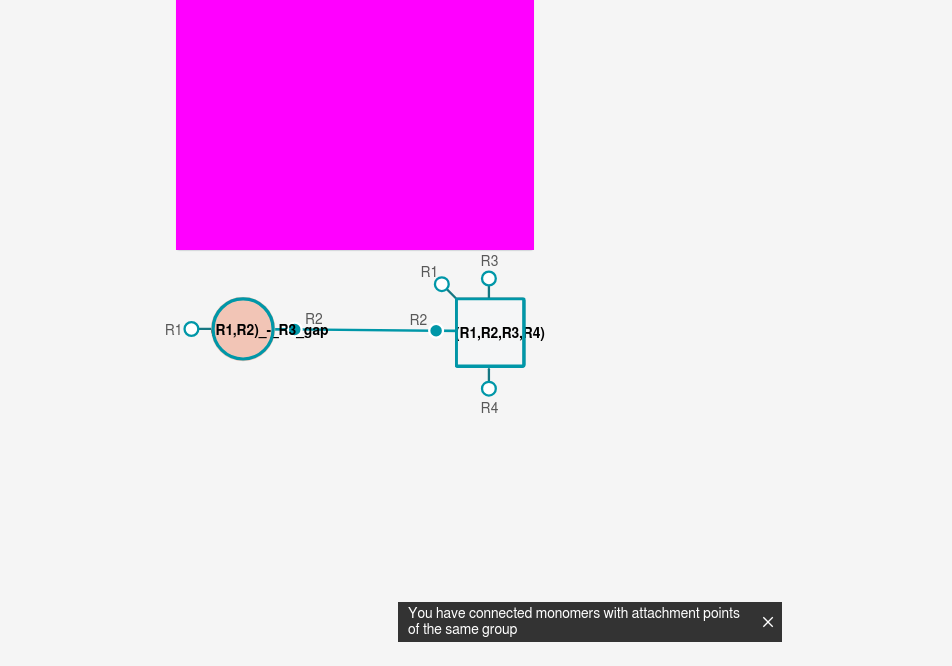 R3
R1
R2
R2
R1
R1,R2)_-_R3_gap
(R1,R2,R3,R4)
R4
You have connected monomers with attachment points
of the same group